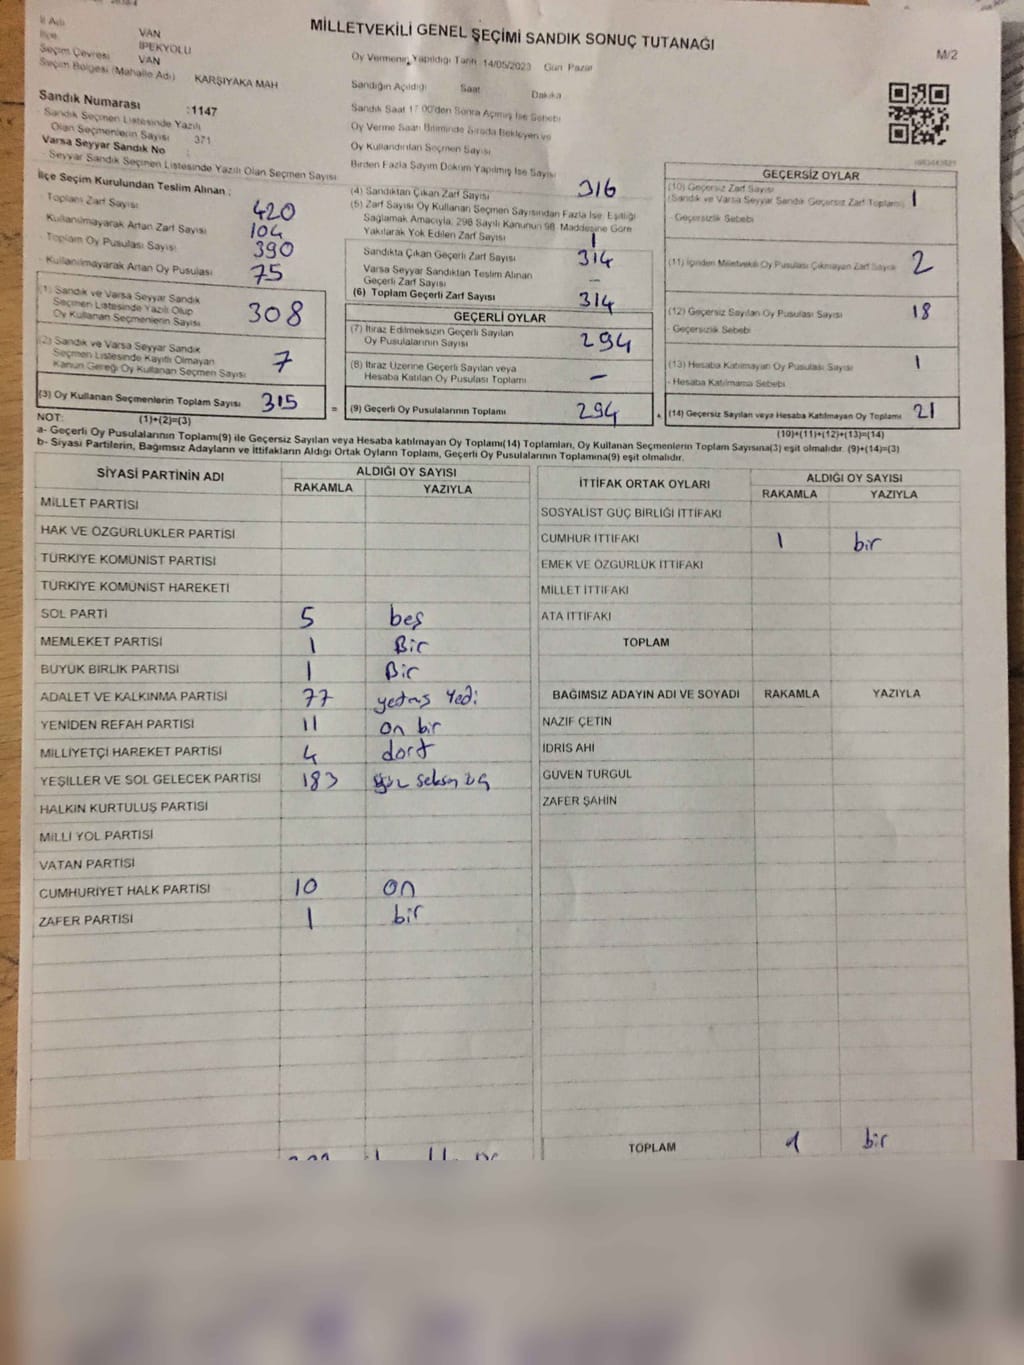 MİLLETVEKİLİ GENEL SEÇİMİ SANDIK SONUÇ TUTANAĞI
M/2
İl Adı VAN
İlçe İPEKYOLU
Seçim Çevresi VAN
Seçim Bölgesi (Mahalle Adı) KARŞIYAKA MAH
Sandık Numarası :1147
Sandık Seçmen Listesinde Yazılı
Olan Seçmenlerin Sayısı 371
Varsa Seyyar Sandık No :
Seyyar Sandık Seçmen Listesinde Yazılı Olan Seçmen Sayısı
Oy Vermenin Yapıldığı Tarih 14/05/2023 Gün Pazar
Sandığın Açıldığı Saat Dakika
Sandık Saat 17:00'den Sonra Açılmış İse Sebebi
Oy Verme Saati Bitiminde Sırada Bekleyen ve
Oy Kullandırılan Seçmen Sayısı
Birden Fazla Sayım Döküm Yapılmış İse Sayısı
İlçe Seçim Kurulundan Teslim Alınan :
Toplam Zarf Sayısı 420
Kullanılmayarak Artan Zarf Sayısı 104
Toplam Oy Pusulası Sayısı 390
Kullanılmayarak Artan Oy Pusulası 75
(1) Sandık ve Varsa Seyyar Sandık
Seçmen Listesinde Yazılı Olup
Oy Kullanan Seçmenlerin Sayısı 308
(2) Sandık ve Varsa Seyyar Sandık
Seçmen Listesinde Kayıtlı Olmayan
Kanun Gereği Oy Kullanan Seçmen Sayısı 7
(3) Oy Kullanan Seçmenlerin Toplam Sayısı 315 =
(1)+(2)=(3)
(4) Sandıktan Çıkan Zarf Sayısı 316
(5) Zarf Sayısı Oy Kullanan Seçmen Sayısından Fazla İse, Eşitliği
Sağlamak Amacıyla, 298 Sayılı Kanunun 98. Maddesine Göre
Yakılarak Yok Edilen Zarf Sayısı 1
Sandıkta Çıkan Geçerli Zarf Sayısı 314
Varsa Seyyar Sandıktan Teslim Alınan
Geçerli Zarf Sayısı –
(6) Toplam Geçerli Zarf Sayısı 314
GEÇERLİ OYLAR
(7) İtiraz Edilmeksizin Geçerli Sayılan
Oy Pusulalarının Sayısı 294
(8) İtiraz Üzerine Geçerli Sayılan veya
Hesaba Katılan Oy Pusulası Toplamı –
(9) Geçerli Oy Pusulalarının Toplamı 294 +
GEÇERSİZ OYLAR
(10) Geçersiz Zarf Sayısı
(Sandık ve Varsa Seyyar Sandık Geçersiz Zarf Toplamı) 1
Geçersizlik Sebebi
(11) İçinden Milletvekili Oy Pusulası Çıkmayan Zarf Sayısı 2
(12) Geçersiz Sayılan Oy Pusulası Sayısı 18
Geçersizlik Sebebi
(13) Hesaba Katılmayan Oy Pusulası Sayısı 1
Hesaba Katılmama Sebebi
(14) Geçersiz Sayılan veya Hesaba Katılmayan Oy Toplamı 21
(10)+(11)+(12)+(13)=(14)
NOT:
a- Geçerli Oy Pusulalarının Toplamı(9) ile Geçersiz Sayılan veya Hesaba katılmayan Oy Toplamı(14) Toplamları, Oy Kullanan Seçmenlerin Toplam Sayısına(3) eşit olmalıdır. (9)+(14)=(3)
b- Siyasi Partilerin, Bağımsız Adayların ve İttifakların Aldığı Ortak Oyların Toplamı, Geçerli Oy Pusulalarının Toplamına(9) eşit olmalıdır.
SİYASİ PARTİNİN ADI ALDIĞI OY SAYISI
RAKAMLA YAZIYLA
MİLLET PARTİSİ
HAK VE ÖZGÜRLÜKLER PARTİSİ
TÜRKİYE KOMÜNİST PARTİSİ
TÜRKİYE KOMÜNİST HAREKETİ
SOL PARTİ 5 beş
MEMLEKET PARTİSİ 1 Bir
BÜYÜK BİRLİK PARTİSİ 1 Bir
ADALET VE KALKINMA PARTİSİ 77 yetmiş Yedi
YENİDEN REFAH PARTİSİ 11 on bir
MİLLİYETÇİ HAREKET PARTİSİ 4 dört
YEŞİLLER VE SOL GELECEK PARTİSİ 183 yüz seksen üç
HALKIN KURTULUŞ PARTİSİ
MİLLİ YOL PARTİSİ
VATAN PARTİSİ
CUMHURİYET HALK PARTİSİ 10 on
ZAFER PARTİSİ 1 bir
İTTİFAK ORTAK OYLARI ALDIĞI OY SAYISI
RAKAMLA YAZIYLA
SOSYALİST GÜÇ BİRLİĞİ İTTİFAKI
CUMHUR İTTİFAKI 1 bir
EMEK VE ÖZGÜRLÜK İTTİFAKI
MİLLET İTTİFAKI
ATA İTTİFAKI
TOPLAM
BAĞIMSIZ ADAYIN ADI VE SOYADI RAKAMLA YAZIYLA
NAZİF ÇETİN
İDRİS AHİ
GÜVEN TURGUL
ZAFER ŞAHİN
TOPLAM 1 bir